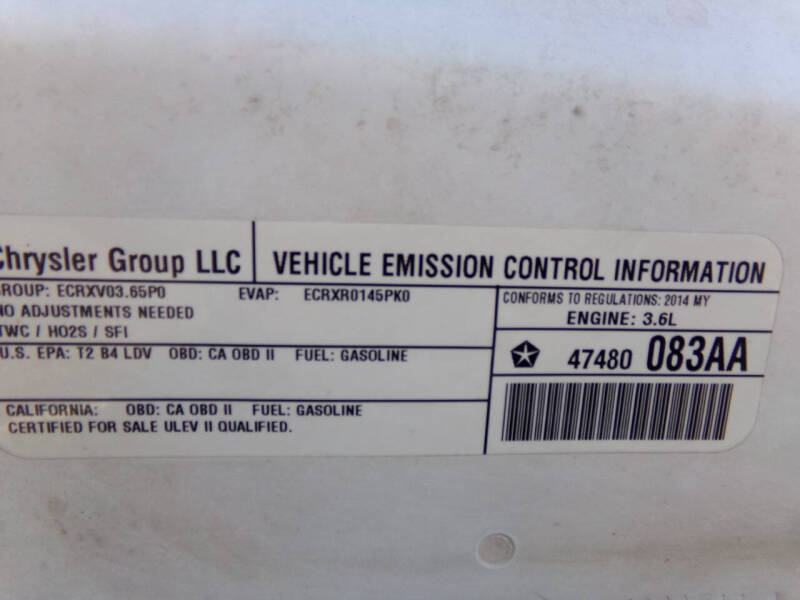 Chrysler Group LLC
VEHICLE EMISSION CONTROL INFORMATION
GROUP: ECRXV03.65P0 EVAP: ECRXR0145PK0
NO ADJUSTMENTS NEEDED
TWC / HO2S / SFI
CONFORMS TO REGULATIONS: 2014 MY
ENGINE: 3.6L
U.S. EPA: T2 B4 LDV OBD: CA OBD II FUEL: GASOLINE
47480 083AA
CALIFORNIA: OBD: CA OBD II FUEL: GASOLINE
CERTIFIED FOR SALE ULEV II QUALIFIED.